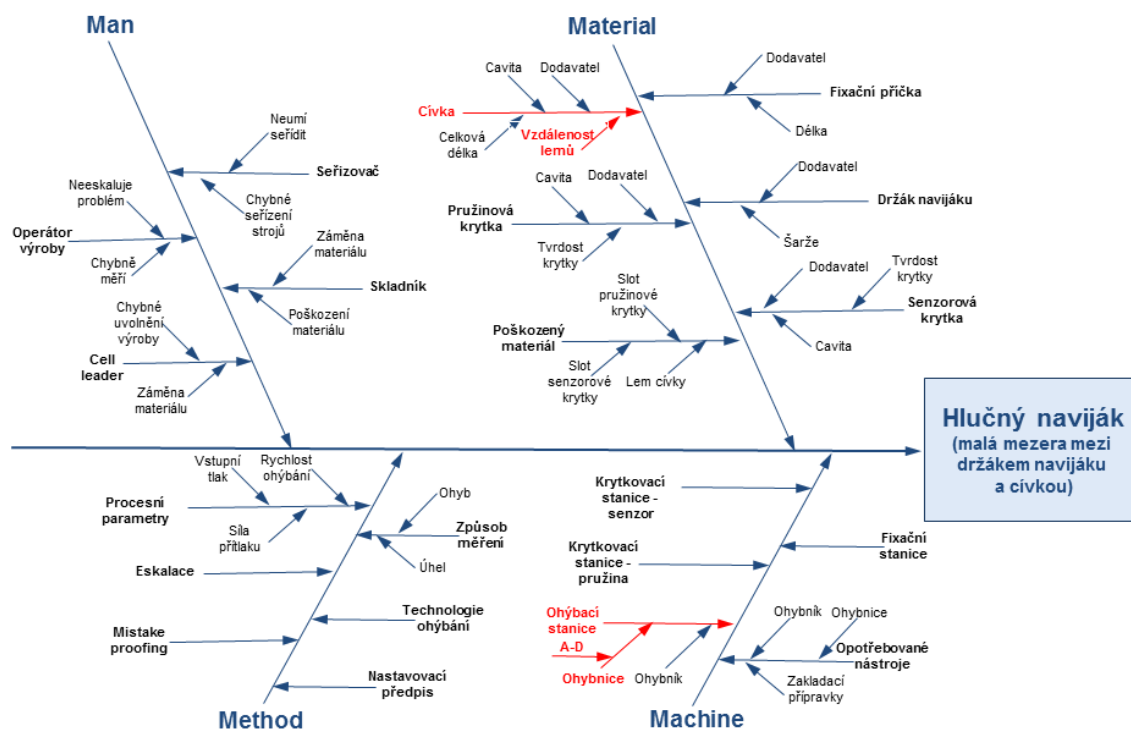 Man
Material
Neumí
seřídit
Seřizovač
Neeskaluje
problém
Chybné
seřízení
strojů
Operátor
výroby
Chybně
měří
Záměna
materiálu
Skladník
Poškození
materiálu
Chybné
uvolnění
výroby
Cell
leader
Záměna
materiálu
Cavita
Dodavatel
Cívka
Celková
délka
Vzdálenost
lemů
Dodavatel
Fixační příčka
Délka
Cavita
Dodavatel
Pružinová
krytka
Tvrdost
krytky
Dodavatel
Držák navijáku
Šarže
Slot
pružinové
krytky
Poškozený
materiál
Slot
senzorové
krytky
Lem cívky
Dodavatel
Tvrdost
krytky
Senzorová
krytka
Cavita
Hlučný naviják
(malá mezera mezi
držákem navijáku
a cívkou)
Vstupní
tlak
Rychlost
ohýbání
Procesní
parametry
Síla
přítlaku
Ohyb
Způsob
měření
Úhel
Eskalace
Technologie
ohýbání
Mistake
proofing
Nastavovací
předpis
Method
Krytkovací
stanice -
senzor
Fixační
stanice
Krytkovací
stanice -
pružina
Ohýbací
stanice
A-D
Ohybnice
Ohybník
Ohybník
Ohybnice
Opotřebované
nástroje
Zakladací
přípravky
Machine